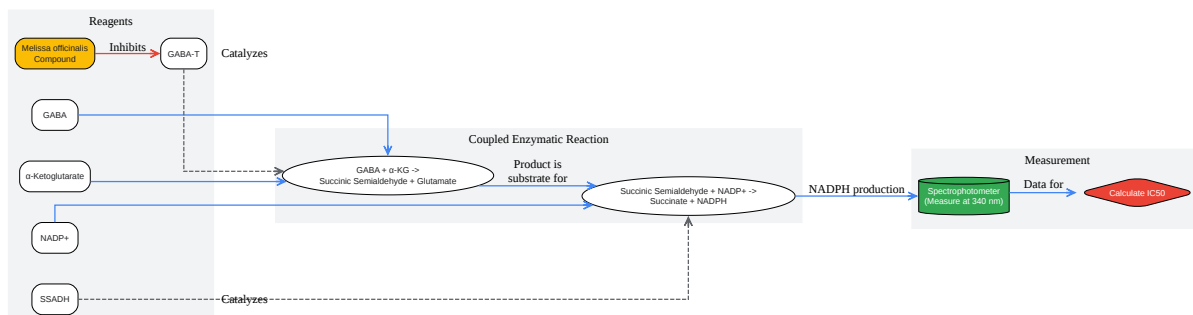 Reagents
Melissa officinalis
Compound
Inhibits
GABA-T
Catalyzes
GABA
α-Ketoglutarate
NADP+
SSADH
Catalyzes
Coupled Enzymatic Reaction
GABA + α-KG ->
Succinic Semialdehyde + Glutamate
Product is
substrate for
Succinic Semialdehyde + NADP+ ->
Succinate + NADPH
NADPH production
Measurement
Spectrophotometer
(Measure at 340 nm)
Data for
Calculate IC50